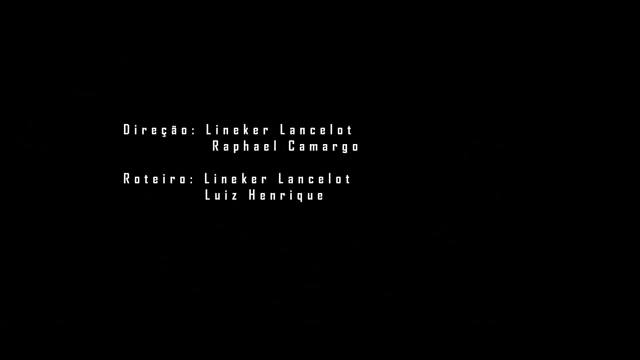 Direção: Lineker Lancelot
Raphael Camargo
Roteiro: Lineker Lancelot
Luiz Henrique